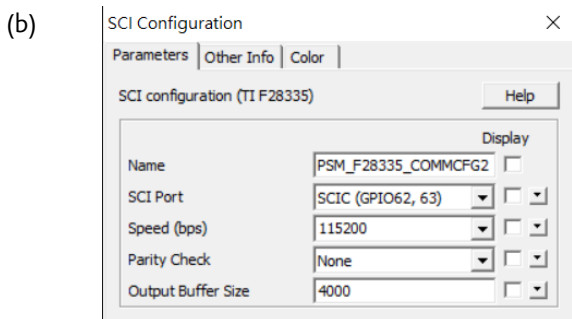 (b)
SCI Configuration
Parameters Other Info Color
SCI configuration (TI F28335) Help
Display
Name PSM_F28335_COMMCFG2
SCI Port SCIC (GPIO62, 63)
Speed (bps) 115200
Parity Check None
Output Buffer Size 4000